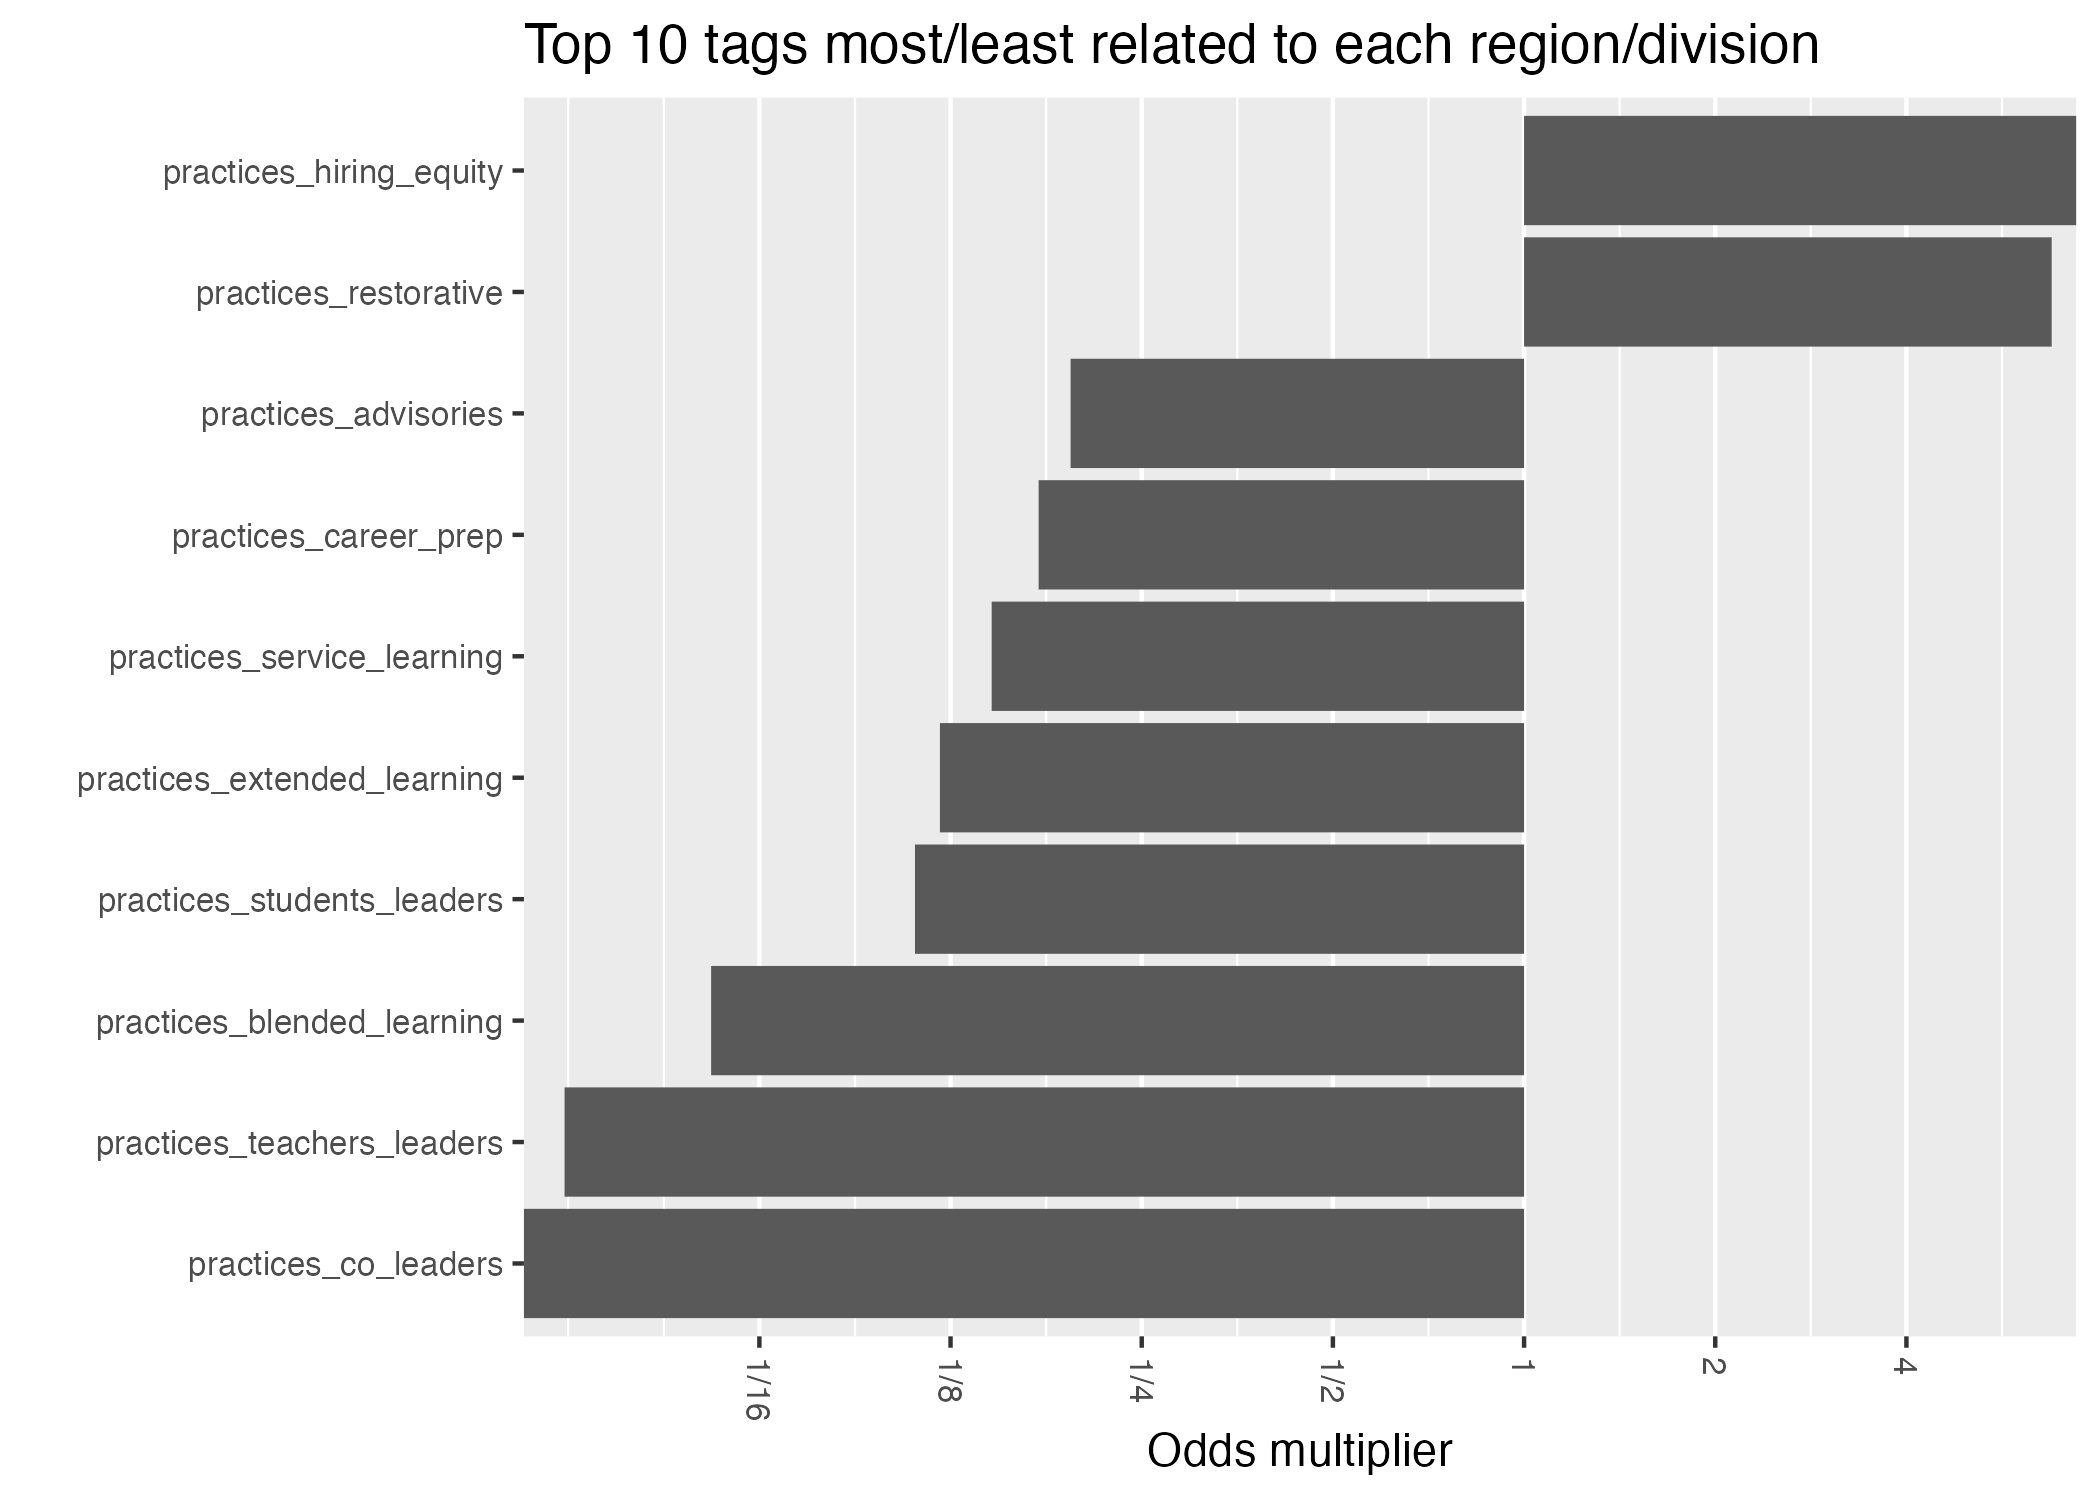 Top 10 tags most/least related to each region/division
practices_hiring_equity
practices_restorative
practices_advisories
practices_career_prep
practices_service_learning
practices_extended_learning
practices_students_leaders
practices_blended_learning
practices_teachers_leaders
practices_co_leaders
1/16
1/8
1/4
1/2
1
2
4
Odds multiplier